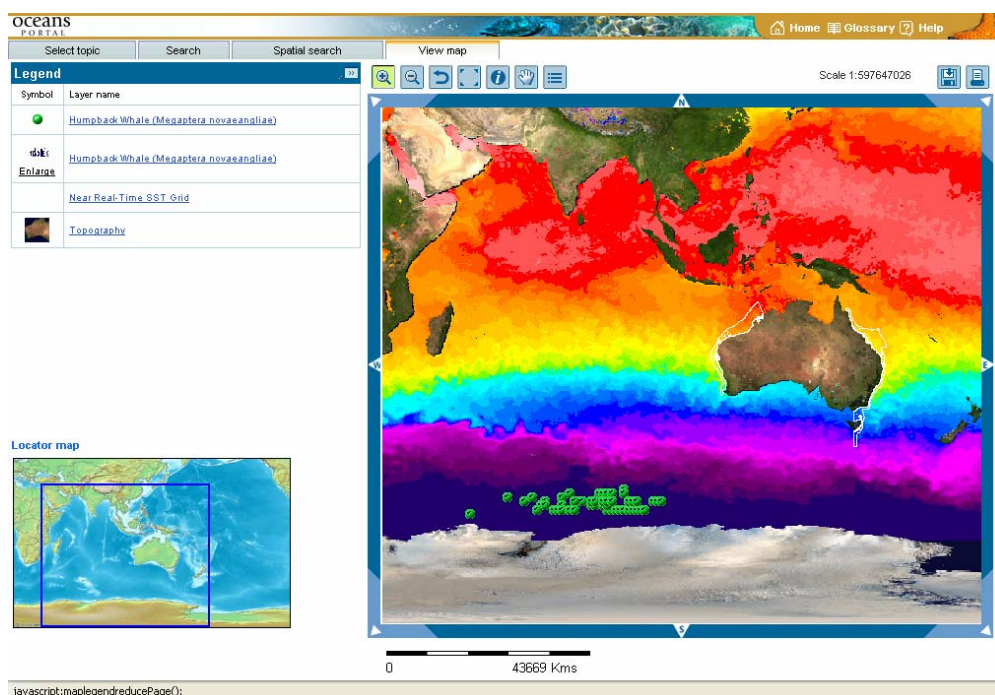 oceans
PORTAL
Home Glossary ? Help
Select topic Search Spatial search View map
Legend »
Symbol Layer name
Humpback Whale (Megaptera novaeangliae)
Humpback Whale (Megaptera novaeangliae)
Enlarge
Near Real-Time SST Grid
Topography
Locator map
Scale 1:597647026
N
W
E
S
0 43669 Kms
javascript:maplegendreducePage();